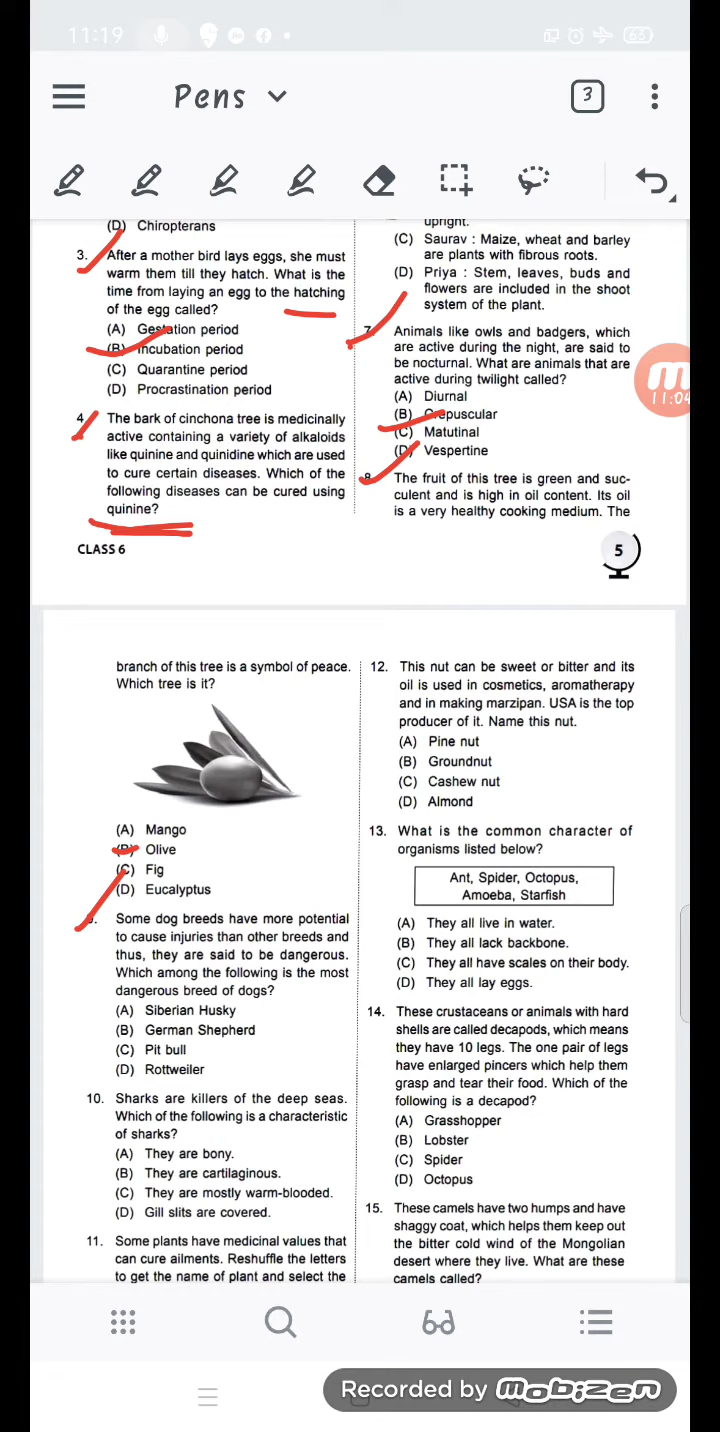 11:19
63
Pens
3
(D) Chiropterans
3. After a mother bird lays eggs, she must
warm them till they hatch. What is the
time from laying an egg to the hatching
of the egg called?
(A) Gestation period
(B) Incubation period
(C) Quarantine period
(D) Procrastination period
4. The bark of cinchona tree is medicinally
active containing a variety of alkaloids
like quinine and quinidine which are used
to cure certain diseases. Which of the
following diseases can be cured using
quinine?
CLASS 6
upright.
(C) Saurav : Maize, wheat and barley
are plants with fibrous roots.
(D) Priya : Stem, leaves, buds and
flowers are included in the shoot
system of the plant.
7. Animals like owls and badgers, which
are active during the night, are said to
be nocturnal. What are animals that are
active during twilight called?
(A) Diurnal
(B) Crepuscular
(C) Matutinal
(D) Vespertine
8. The fruit of this tree is green and suc-
culent and is high in oil content. Its oil
is a very healthy cooking medium. The
5
m
11:04
branch of this tree is a symbol of peace.
Which tree is it?
(A) Mango
(B) Olive
(C) Fig
(D) Eucalyptus
9. Some dog breeds have more potential
to cause injuries than other breeds and
thus, they are said to be dangerous.
Which among the following is the most
dangerous breed of dogs?
(A) Siberian Husky
(B) German Shepherd
(C) Pit bull
(D) Rottweiler
10. Sharks are killers of the deep seas.
Which of the following is a characteristic
of sharks?
(A) They are bony.
(B) They are cartilaginous.
(C) They are mostly warm-blooded.
(D) Gill slits are covered.
11. Some plants have medicinal values that
can cure ailments. Reshuffle the letters
to get the name of plant and select the
12. This nut can be sweet or bitter and its
oil is used in cosmetics, aromatherapy
and in making marzipan. USA is the top
producer of it. Name this nut.
(A) Pine nut
(B) Groundnut
(C) Cashew nut
(D) Almond
13. What is the common character of
organisms listed below?
Ant, Spider, Octopus,
Amoeba, Starfish
(A) They all live in water.
(B) They all lack backbone.
(C) They all have scales on their body.
(D) They all lay eggs.
14. These crustaceans or animals with hard
shells are called decapods, which means
they have 10 legs. The one pair of legs
have enlarged pincers which help them
grasp and tear their food. Which of the
following is a decapod?
(A) Grasshopper
(B) Lobster
(C) Spider
(D) Octopus
15. These camels have two humps and have
shaggy coat, which helps them keep out
the bitter cold wind of the Mongolian
desert where they live. What are these
camels called?
Recorded by mobizen